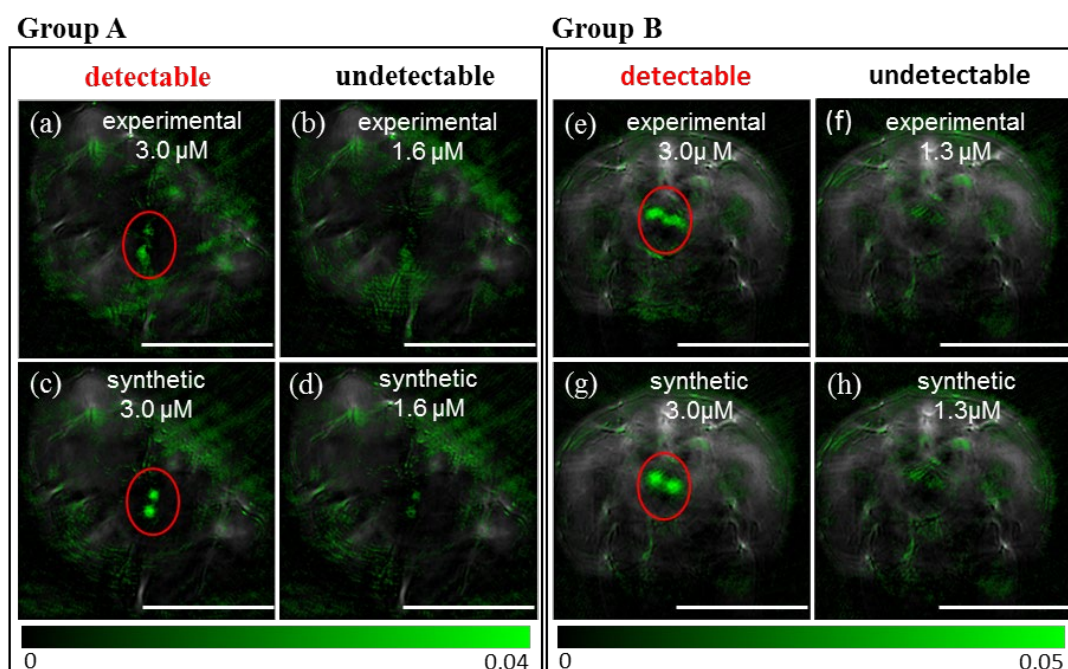 Group A
Group B
detectable
undetectable
detectable
undetectable
(a)
experimental
3.0 µM
(b)
experimental
1.6 µM
(e)
experimental
3.0µ M
(f)
experimental
1.3 µM
(c)
synthetic
3.0 µM
(d)
synthetic
1.6 µM
(g)
synthetic
3.0µM
(h)
synthetic
1.3µM
0
0.04
0
0.05